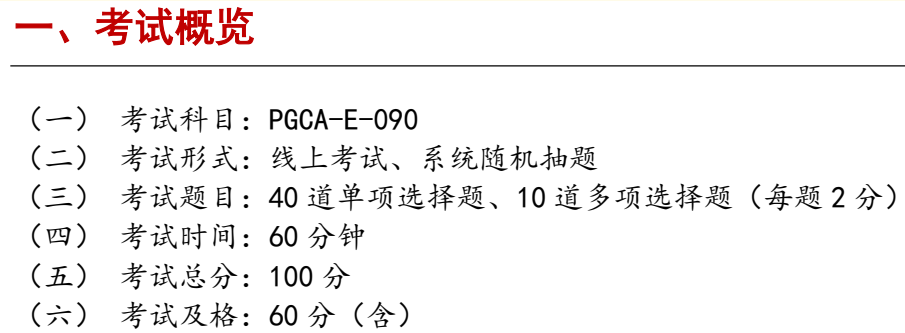 一、考试概览
（一） 考试科目：PGCA-E-090
（二） 考试形式：线上考试、系统随机抽题
（三） 考试题目：40 道单项选择题、10 道多项选择题（每题 2 分）
（四） 考试时间：60 分钟
（五） 考试总分：100 分
（六） 考试及格：60 分（含）